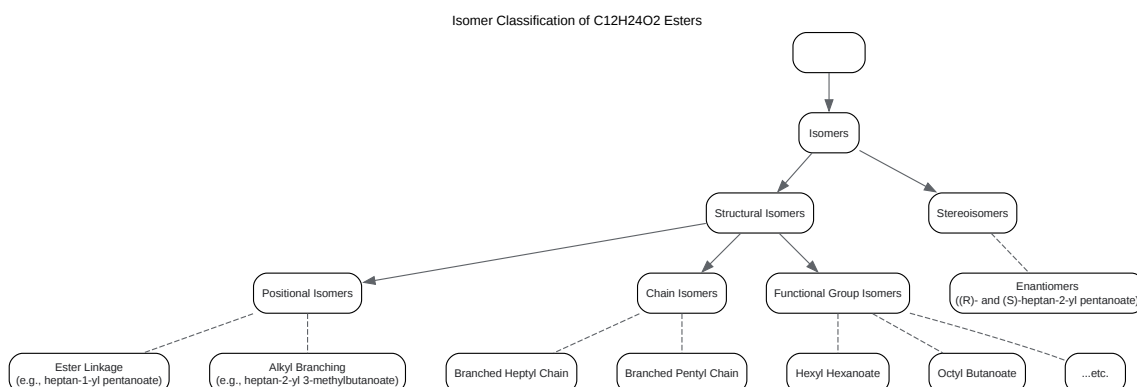 Isomer Classification of C12H24O2 Esters
Isomers
Structural Isomers
Stereoisomers
Positional Isomers
Chain Isomers
Functional Group Isomers
Enantiomers
((R)- and (S)-heptan-2-yl pentanoate)
Ester Linkage
(e.g., heptan-1-yl pentanoate)
Alkyl Branching
(e.g., heptan-2-yl 3-methylbutanoate)
Branched Heptyl Chain
Branched Pentyl Chain
Hexyl Hexanoate
Octyl Butanoate
...etc.